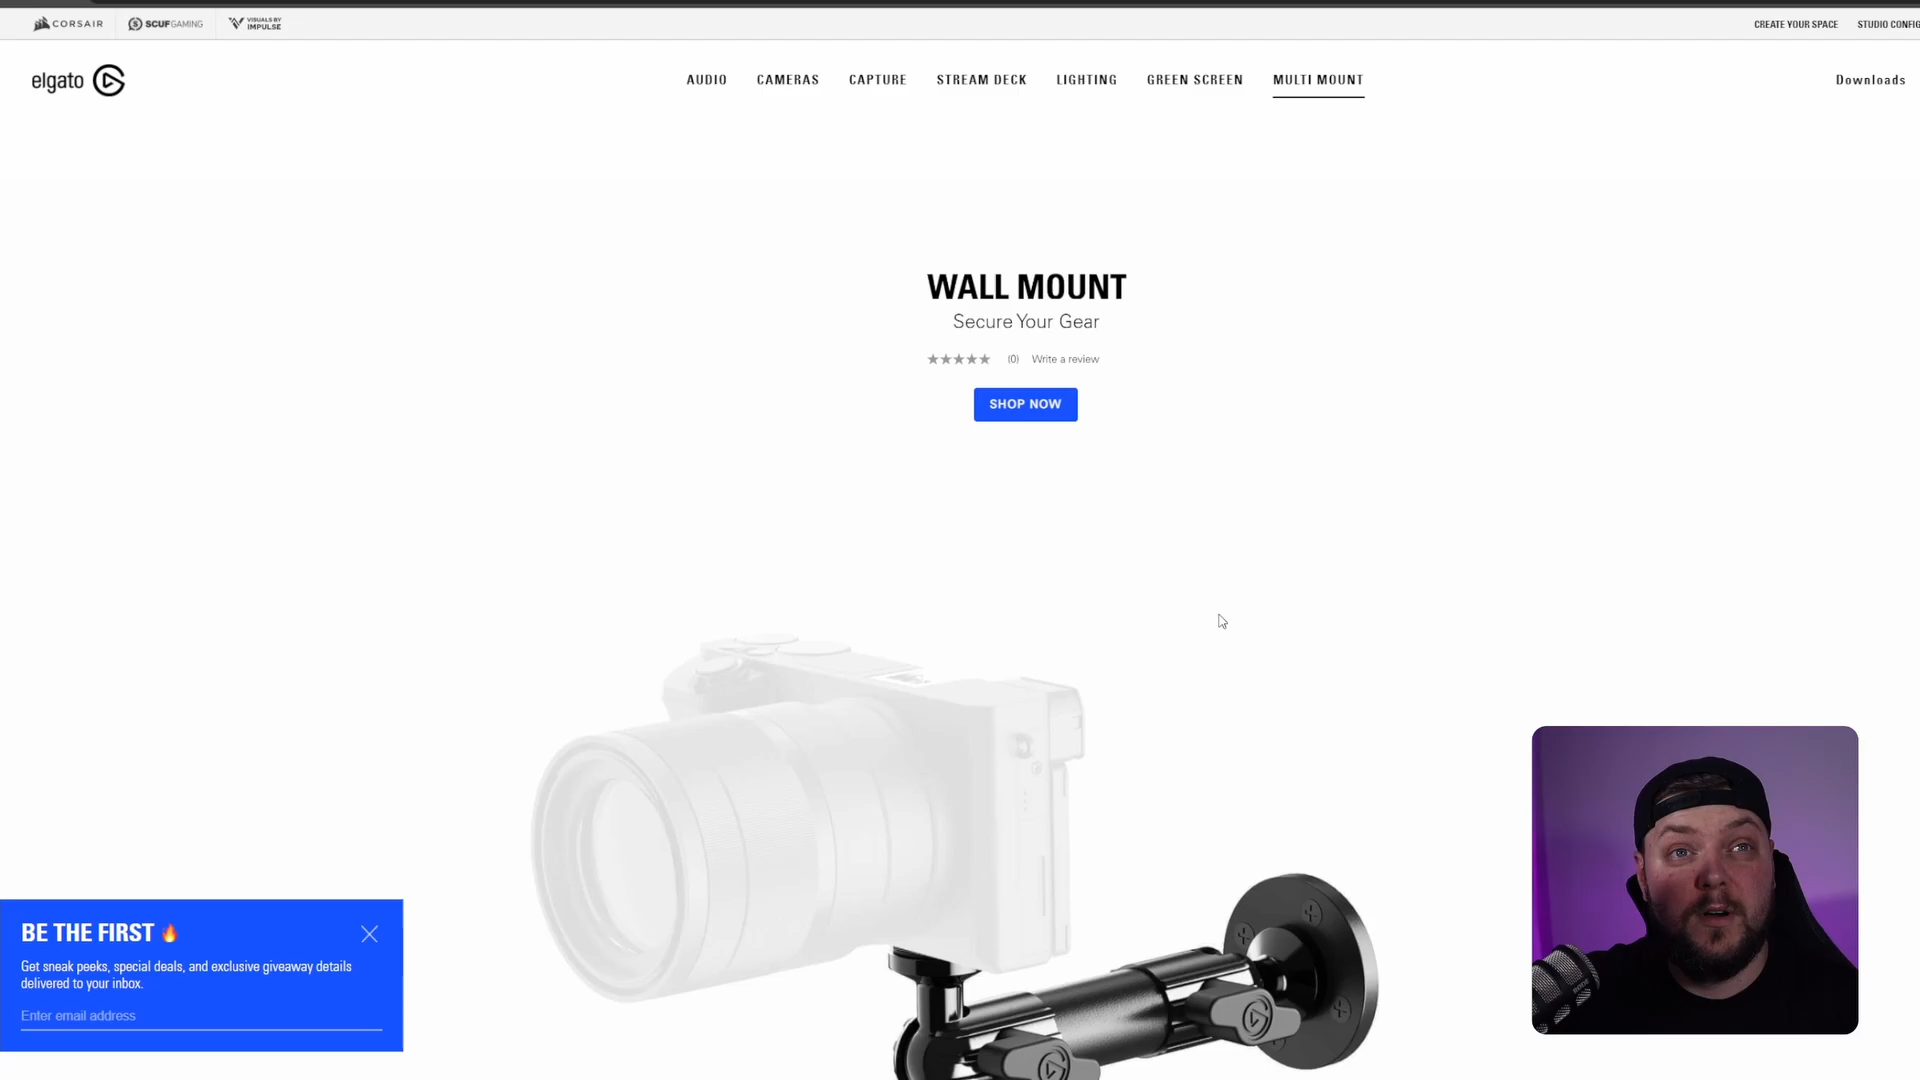 CORSAIR
SCUFGAMING
VISUALS BY
IMPULSE
CREATE YOUR SPACE
STUDIO CONFIG
elgato
AUDIO
CAMERAS
CAPTURE
STREAM DECK
LIGHTING
GREEN SCREEN
MULTI MOUNT
Downloads
WALL MOUNT
Secure Your Gear
(0)
Write a review
SHOP NOW
BE THE FIRST 🔥
Get sneak peeks, special deals, and exclusive giveaway details
delivered to your inbox.
Enter email address
RODE